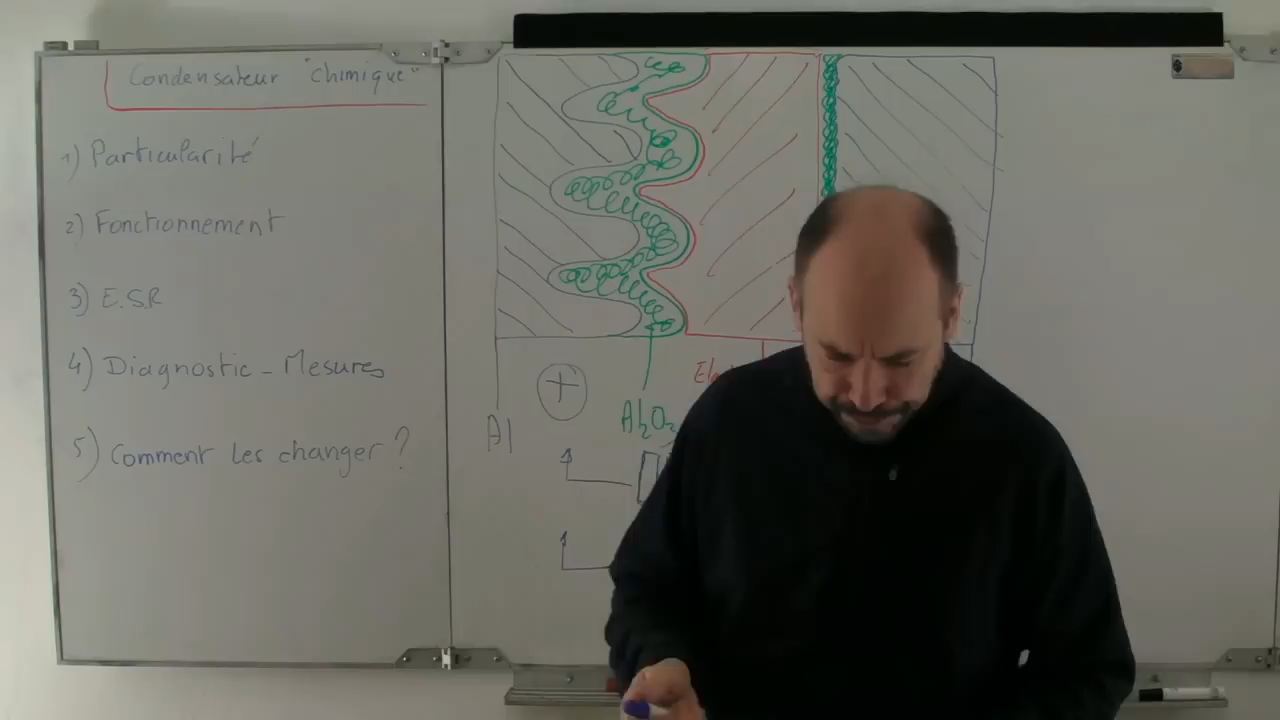 Condensateur "chimique"
1) Particularité
2) Fonctionnement
3) E.S.R
4) Diagnostic - Mesures
5) Comment les changer ?
+
Al
Al2O3